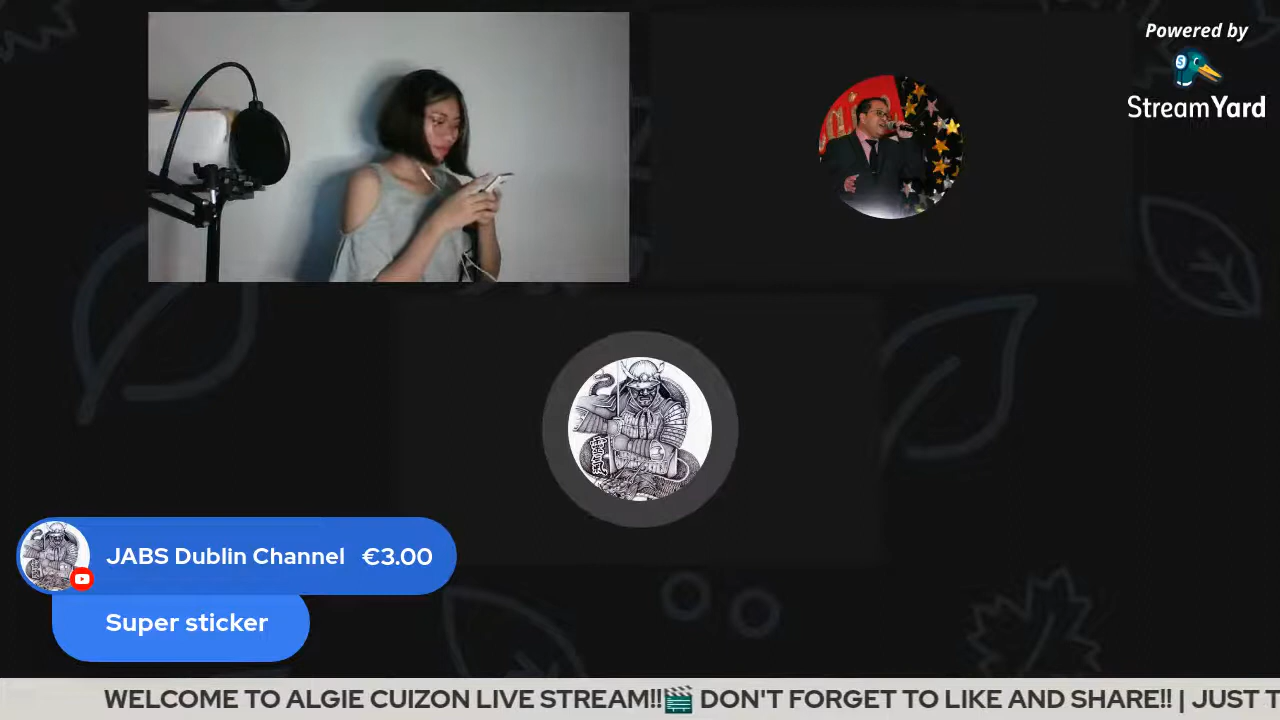 Powered by
StreamYard
JABS Dublin Channel €3.00
Super sticker
WELCOME TO ALGIE CUIZON LIVE STREAM!!🎬 DON'T FORGET TO LIKE AND SHARE!! | JUST